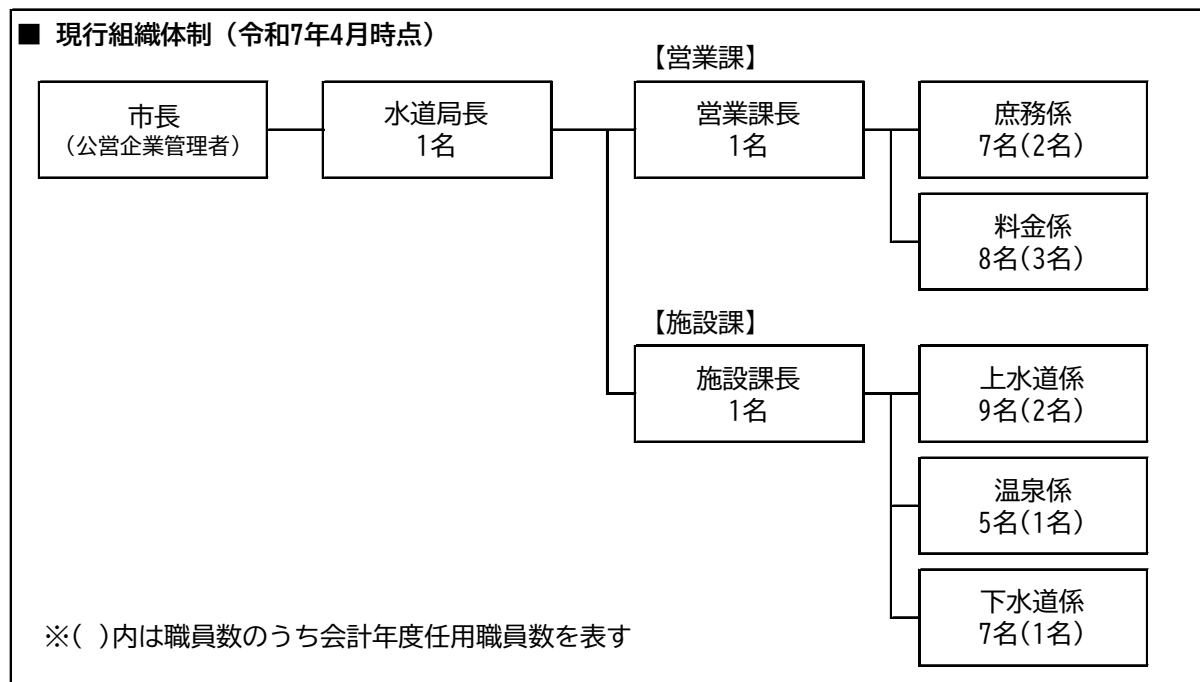 ■ 現行組織体制（令和7年4月時点）
【営業課】
市長
（公営企業管理者）
水道局長
1名
営業課長
1名
庶務係
7名(2名)
料金係
8名(3名)
【施設課】
施設課長
1名
上水道係
9名(2名)
温泉係
5名(1名)
下水道係
7名(1名)
※( )内は職員数のうち会計年度任用職員数を表す